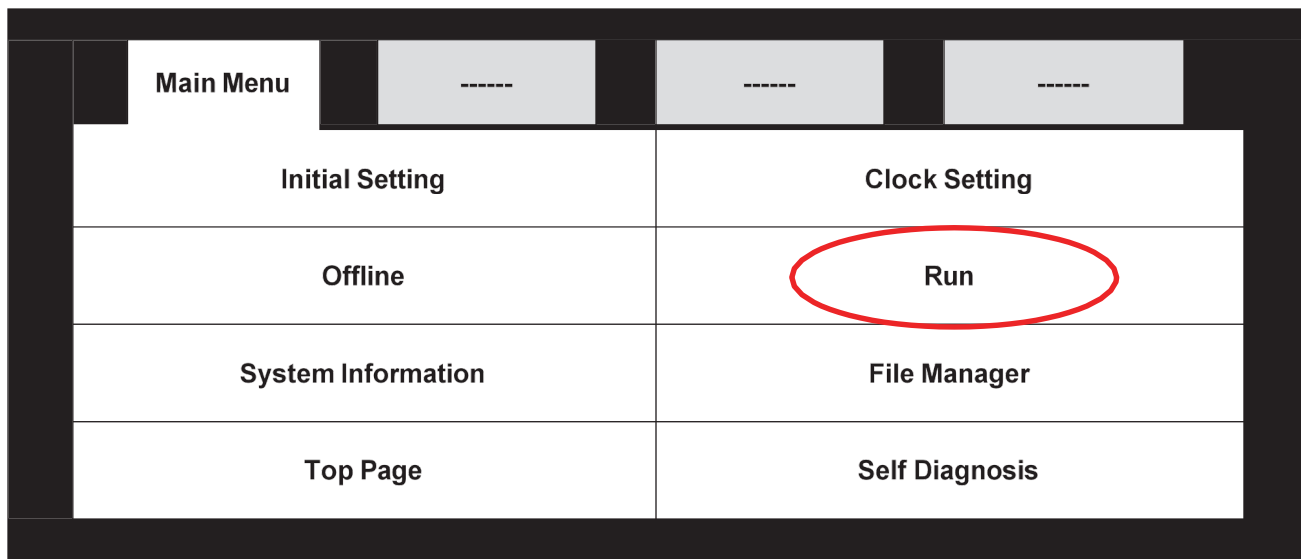 Main Menu ------ ------ ------
Initial Setting Clock Setting
Offline Run
System Information File Manager
Top Page Self Diagnosis